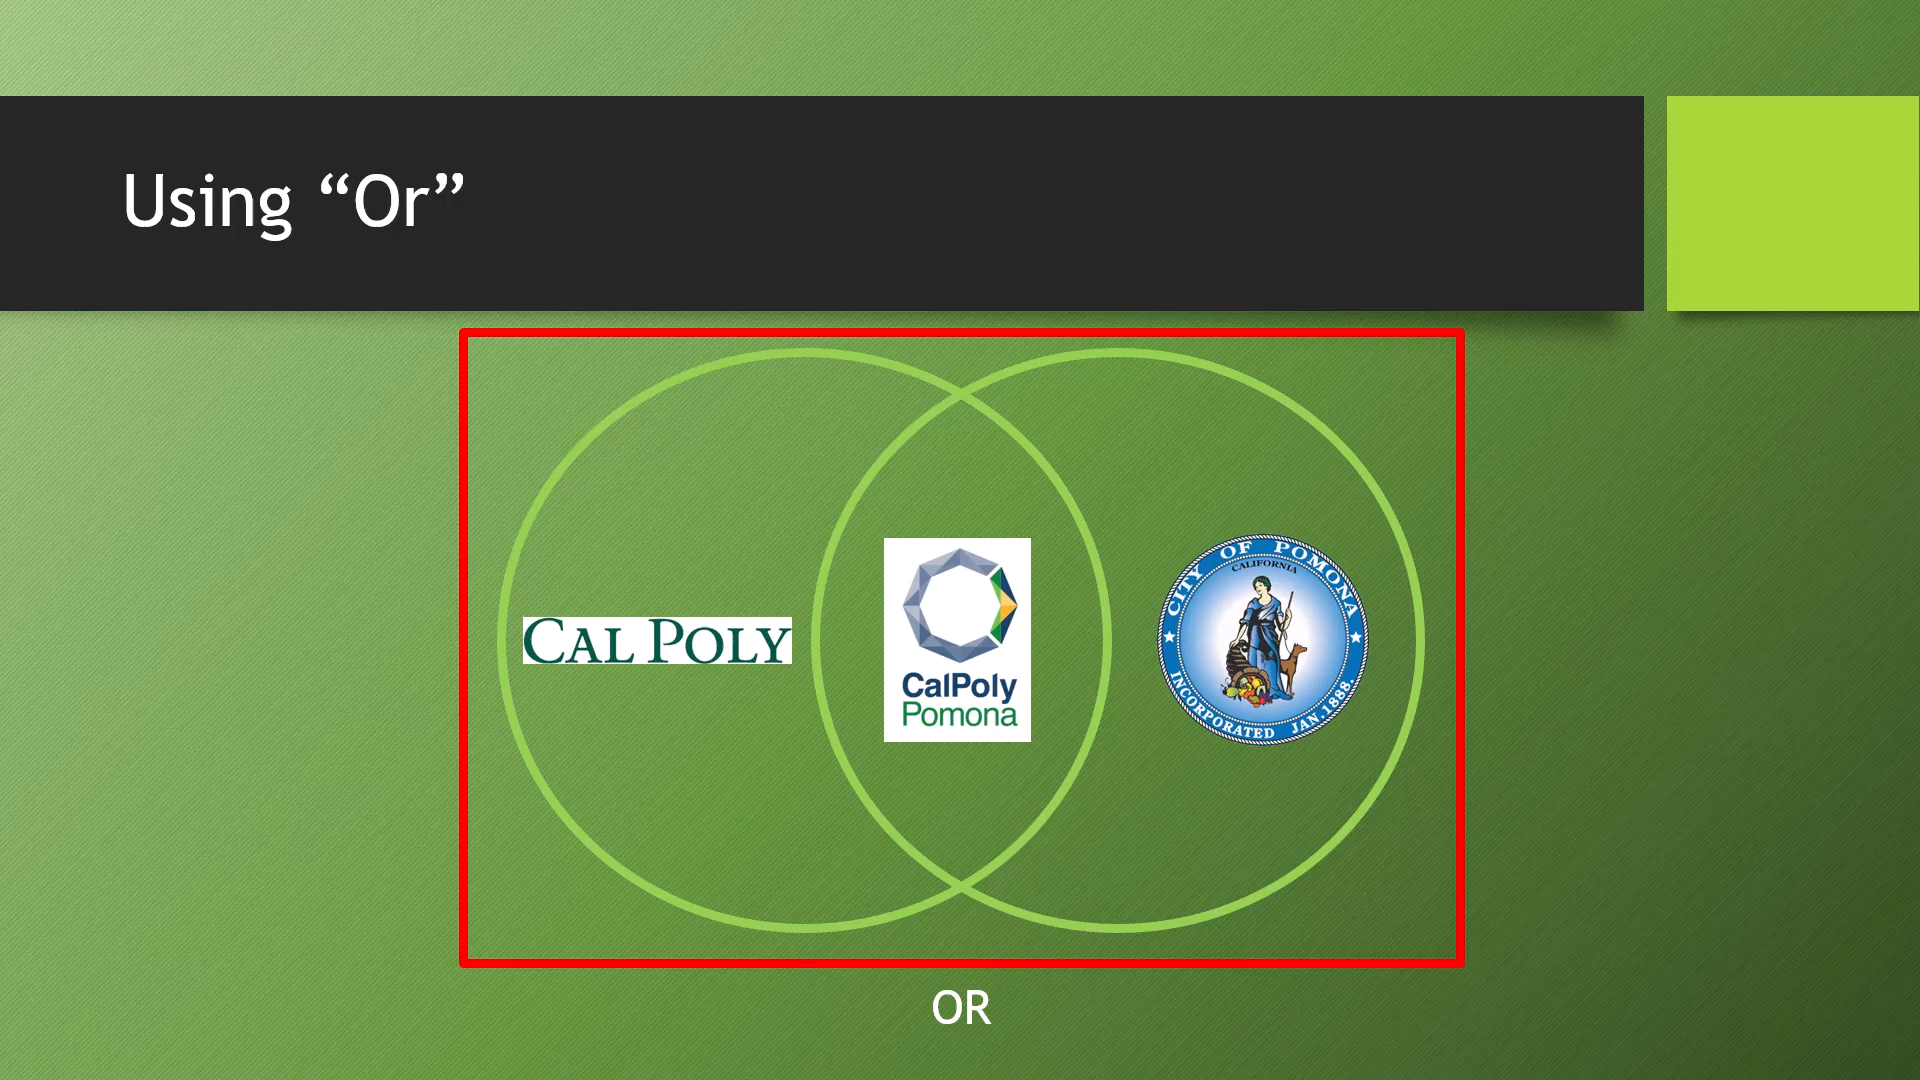 Using “Or”
CAL POLY
CalPoly
Pomona
CITY OF POMONA
CALIFORNIA
INCORPORATED JAN.1888.
OR